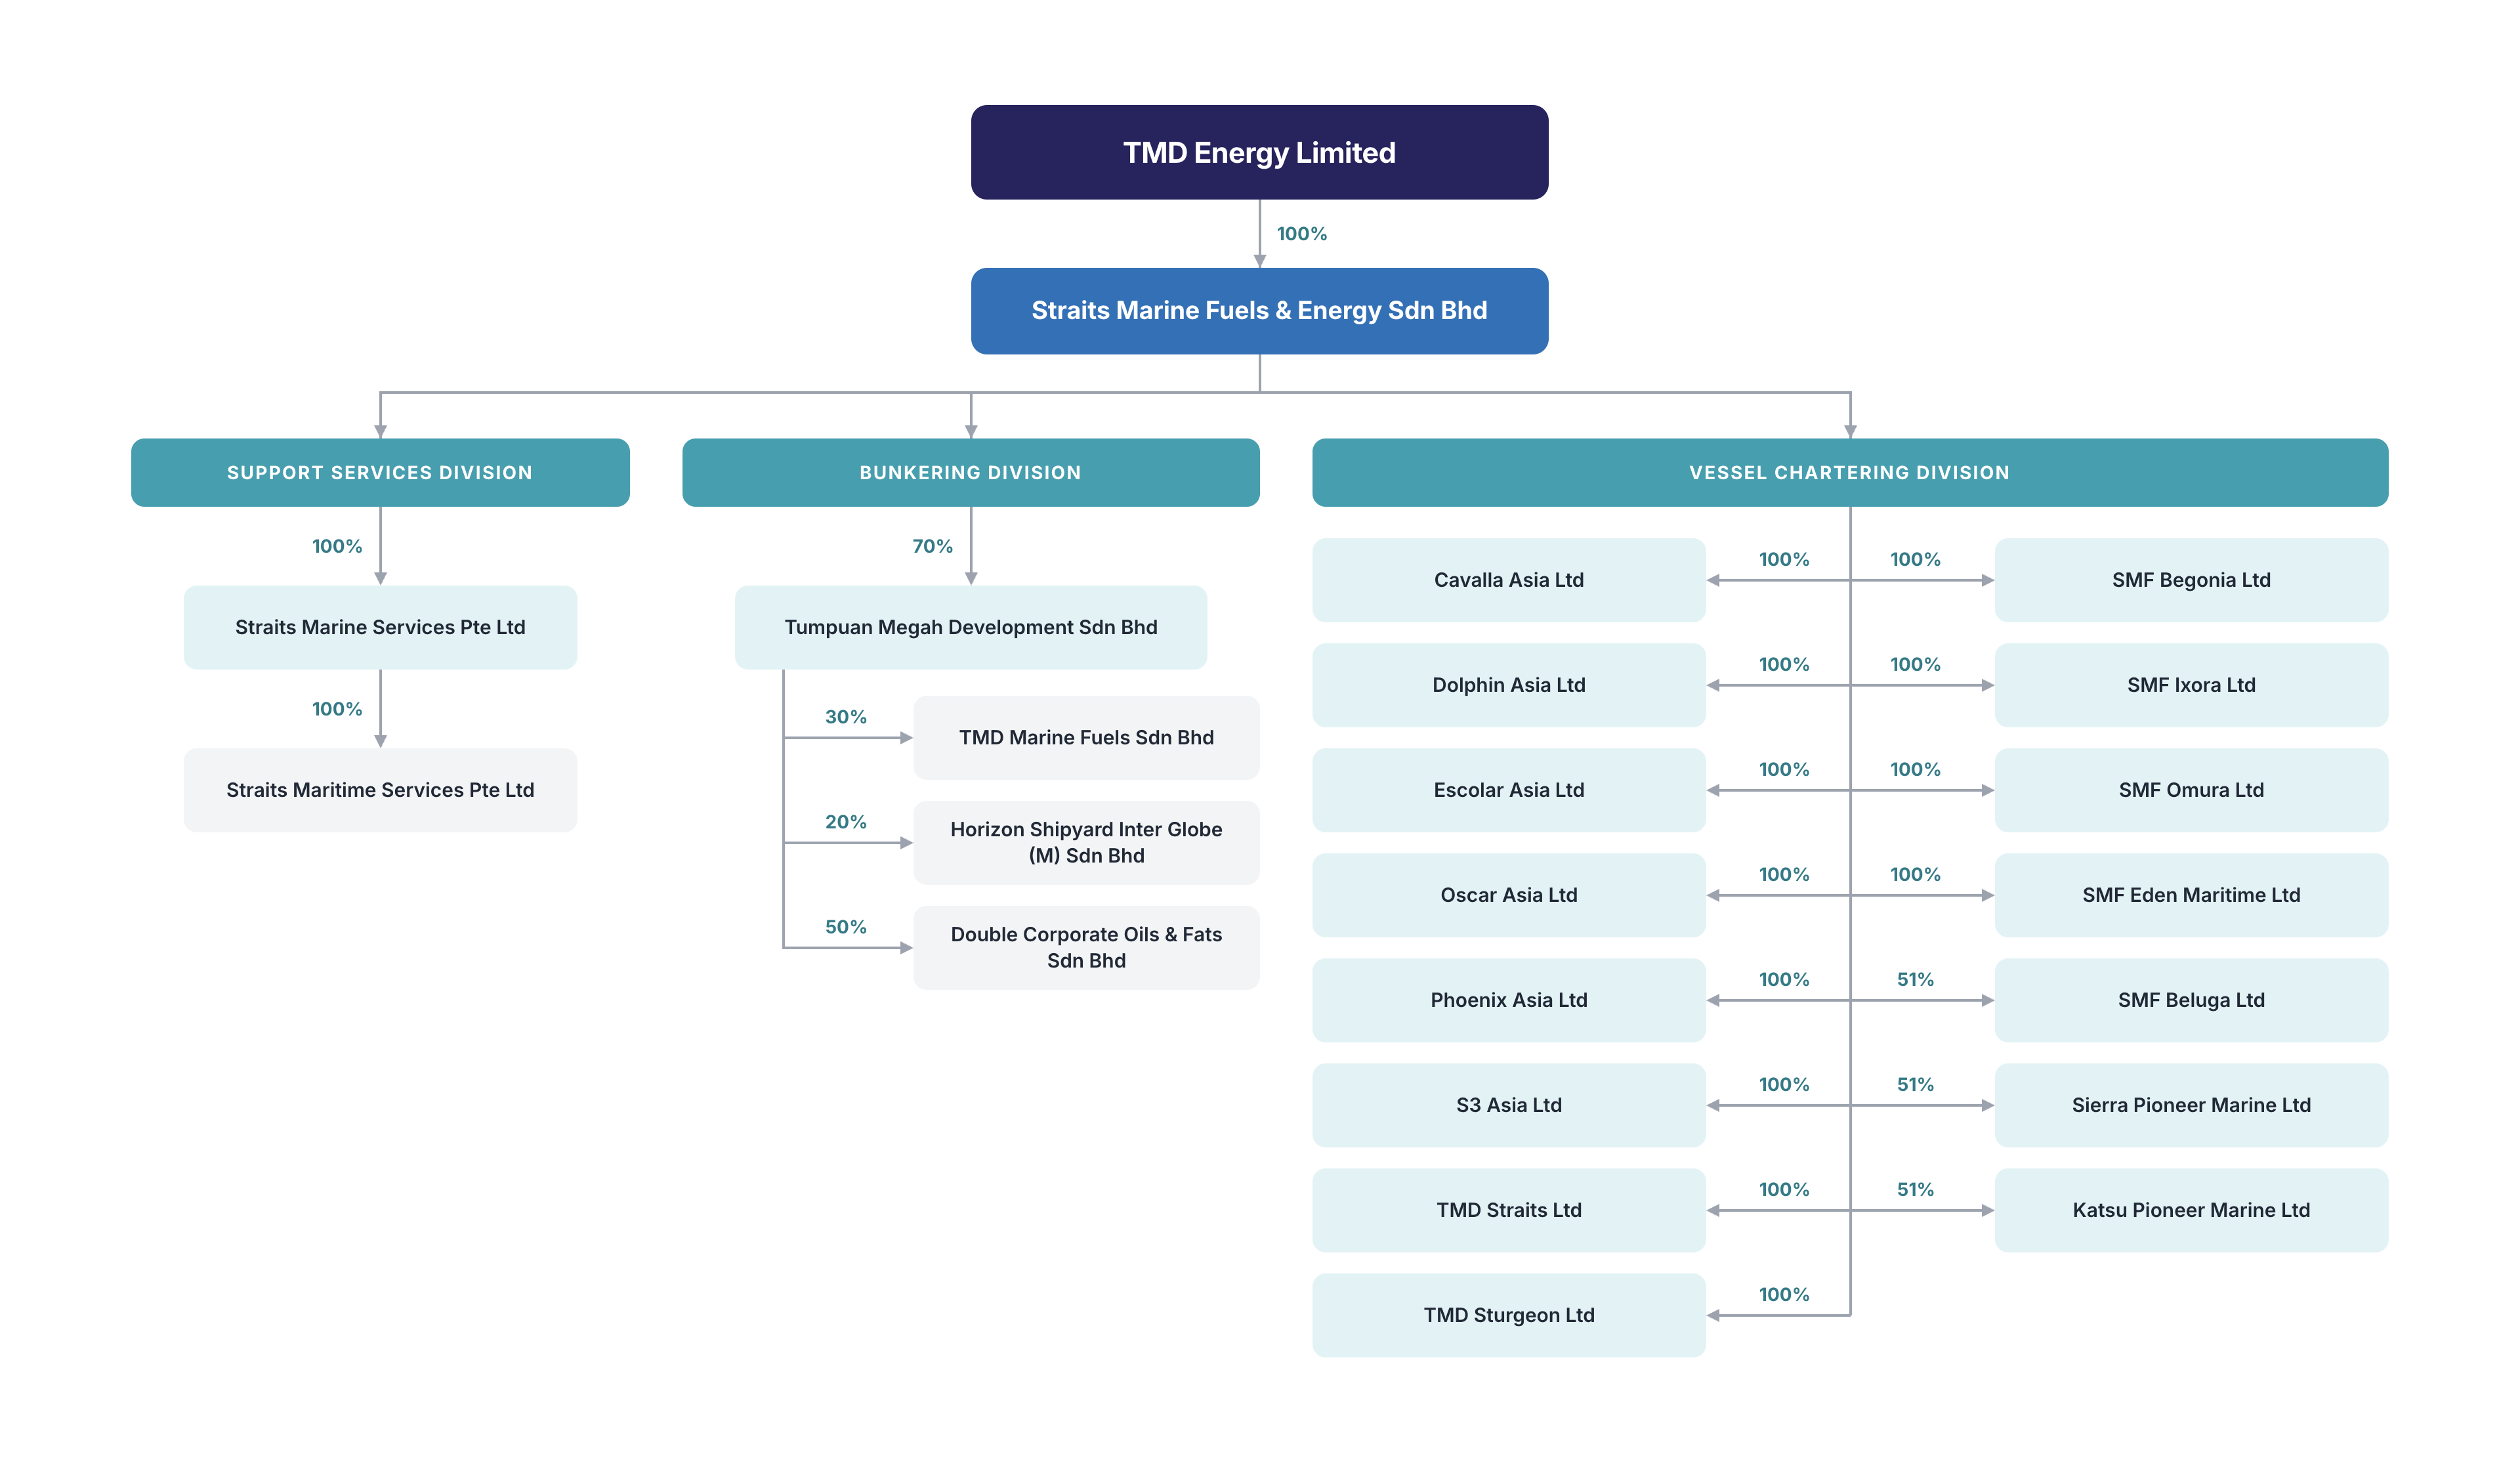 TMD Energy Limited
100%
Straits Marine Fuels & Energy Sdn Bhd
SUPPORT SERVICES DIVISION
100%
Straits Marine Services Pte Ltd
100%
Straits Maritime Services Pte Ltd
BUNKERING DIVISION
70%
Tumpuan Megah Development Sdn Bhd
30%
TMD Marine Fuels Sdn Bhd
20%
Horizon Shipyard Inter Globe
(M) Sdn Bhd
50%
Double Corporate Oils & Fats
Sdn Bhd
VESSEL CHARTERING DIVISION
Cavalla Asia Ltd
100%
100%
SMF Begonia Ltd
Dolphin Asia Ltd
100%
100%
SMF Ixora Ltd
Escolar Asia Ltd
100%
100%
SMF Omura Ltd
Oscar Asia Ltd
100%
100%
SMF Eden Maritime Ltd
Phoenix Asia Ltd
100%
51%
SMF Beluga Ltd
S3 Asia Ltd
100%
51%
Sierra Pioneer Marine Ltd
TMD Straits Ltd
100%
51%
Katsu Pioneer Marine Ltd
TMD Sturgeon Ltd
100%